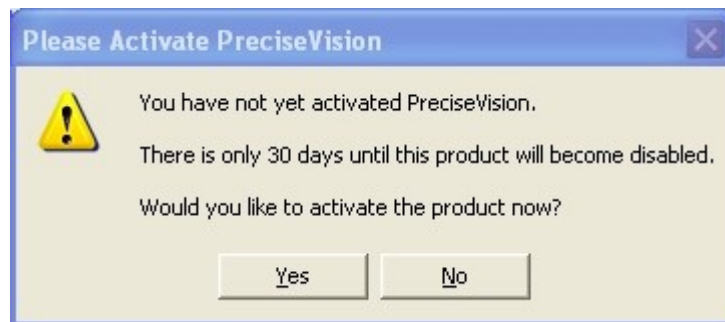 Please Activate PreciseVision
You have not yet activated PreciseVision.
There is only 30 days until this product will become disabled.
Would you like to activate the product now?
Yes
No